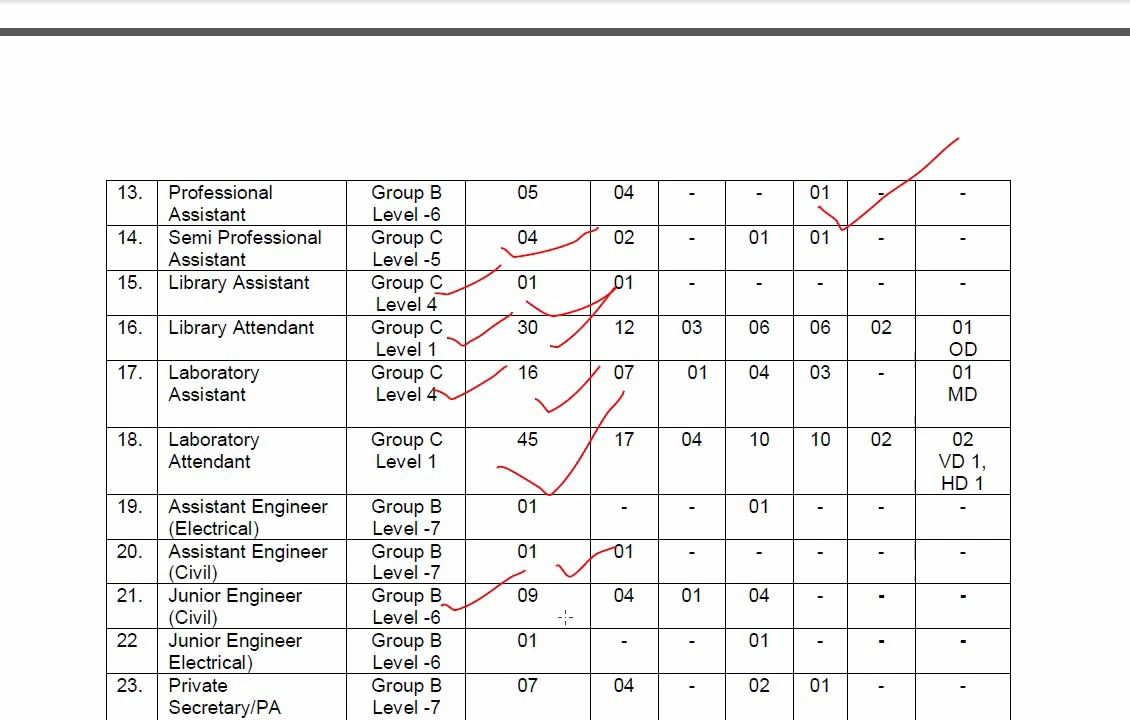 13. Professional Group B 05 04 - - 01 - -
Assistant Level -6
14. Semi Professional Group C 04 02 - 01 01 - -
Assistant Level -5
15. Library Assistant Group C 01 01 - - - - -
Level 4
16. Library Attendant Group C 30 12 03 06 06 02 01
Level 1 OD
17. Laboratory Group C 16 07 01 04 03 - 01
Assistant Level 4 MD
18. Laboratory Group C 45 17 04 10 10 02 02
Attendant Level 1 VD 1,
HD 1
19. Assistant Engineer Group B 01 - - 01 - - -
(Electrical) Level -7
20. Assistant Engineer Group B 01 01 - - - - -
(Civil) Level -7
21. Junior Engineer Group B 09 04 01 04 - - -
(Civil) Level -6
22 Junior Engineer Group B 01 - - 01 - - -
Electrical) Level -6
23. Private Group B 07 04 - 02 01 - -
Secretary/PA Level -7